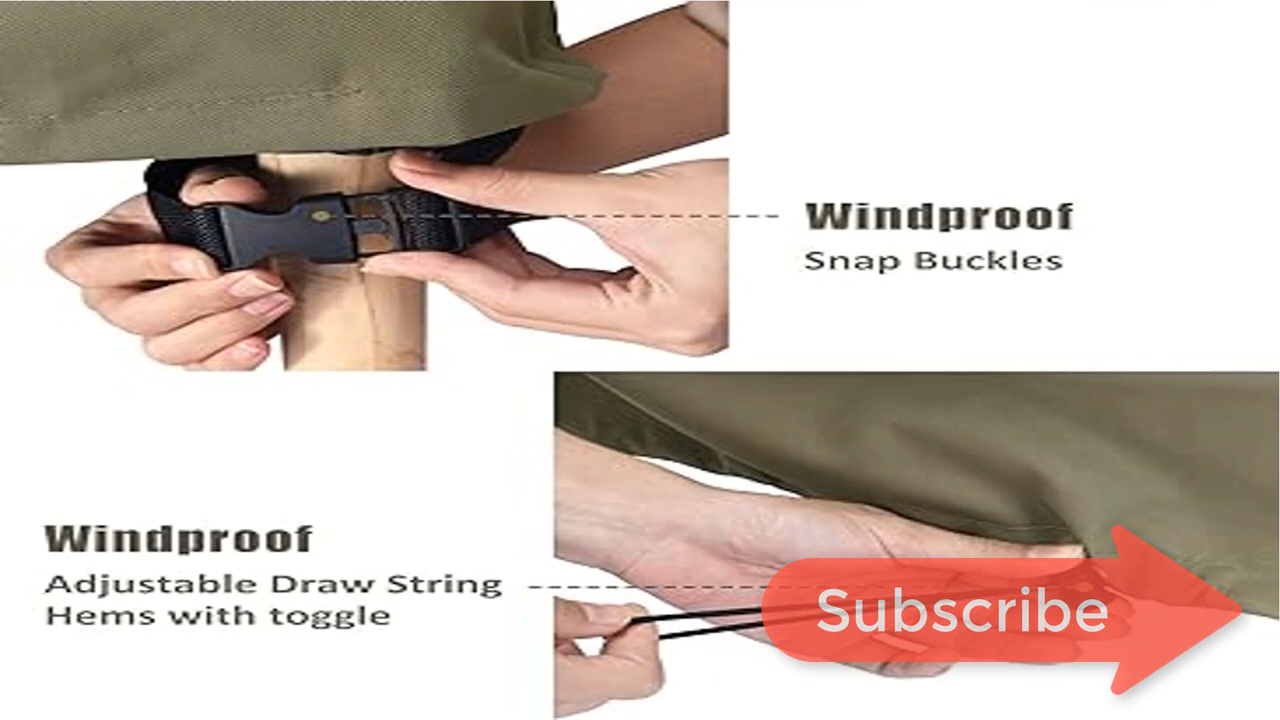 Windproof
Snap Buckles
Windproof
Adjustable Draw String
Hems with toggle
Subscribe